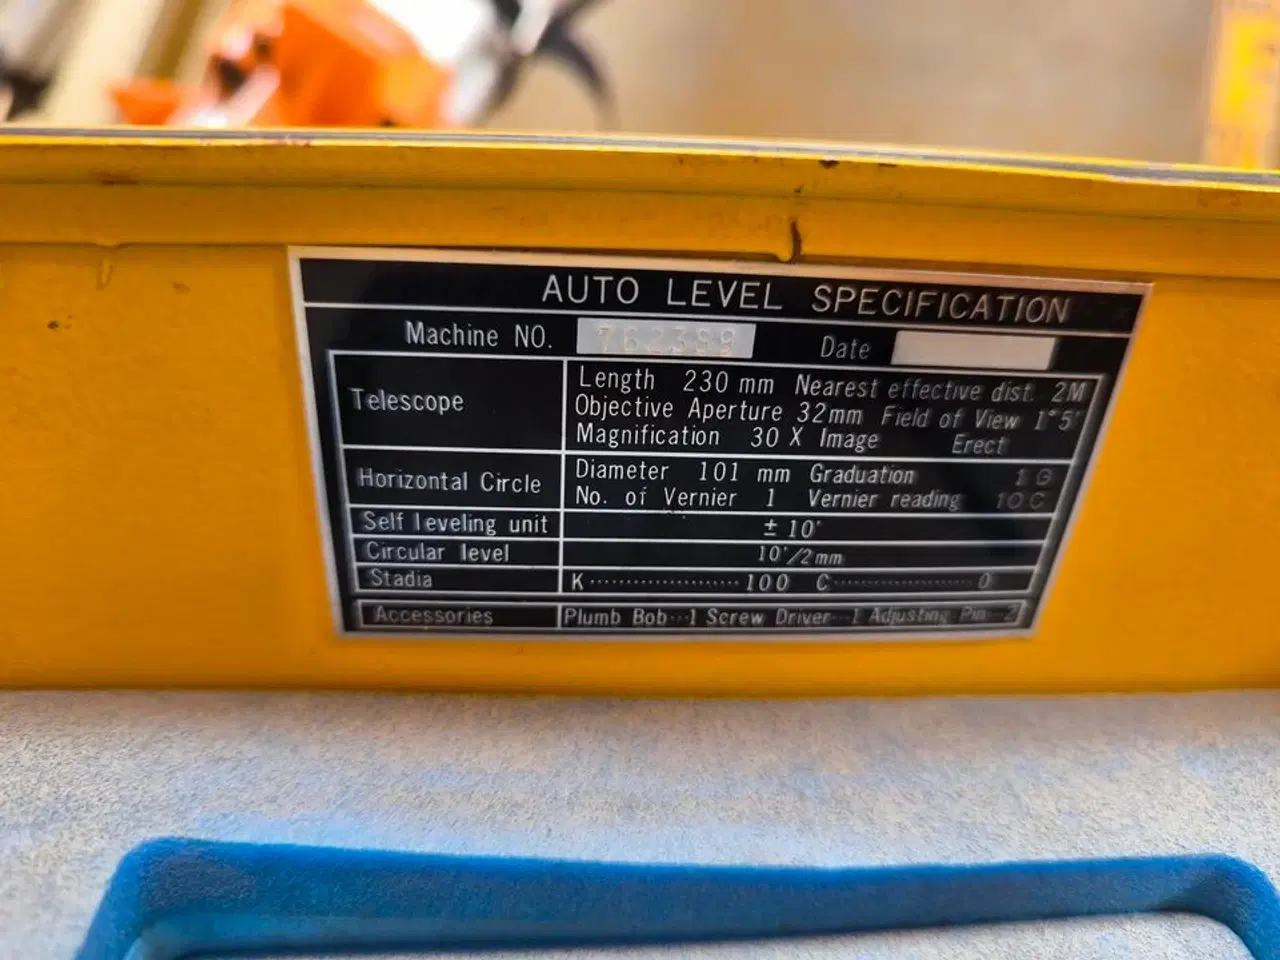 AUTO LEVEL SPECIFICATION
Machine NO. 762389 Date
Telescope
Length 230 mm Nearest effective dist. 2M
Objective Aperture 32mm Field of View 1°5'
Magnification 30 X Image Erect
Horizontal Circle
Diameter 101 mm Graduation 1 G
No. of Vernier 1 Vernier reading 10 C
Self leveling unit ± 10'
Circular level 10'/2mm
Stadia K ···················· 100 C ···················· 0
Accessories Plumb Bob···1 Screw Driver···1 Adjusting Pin···2